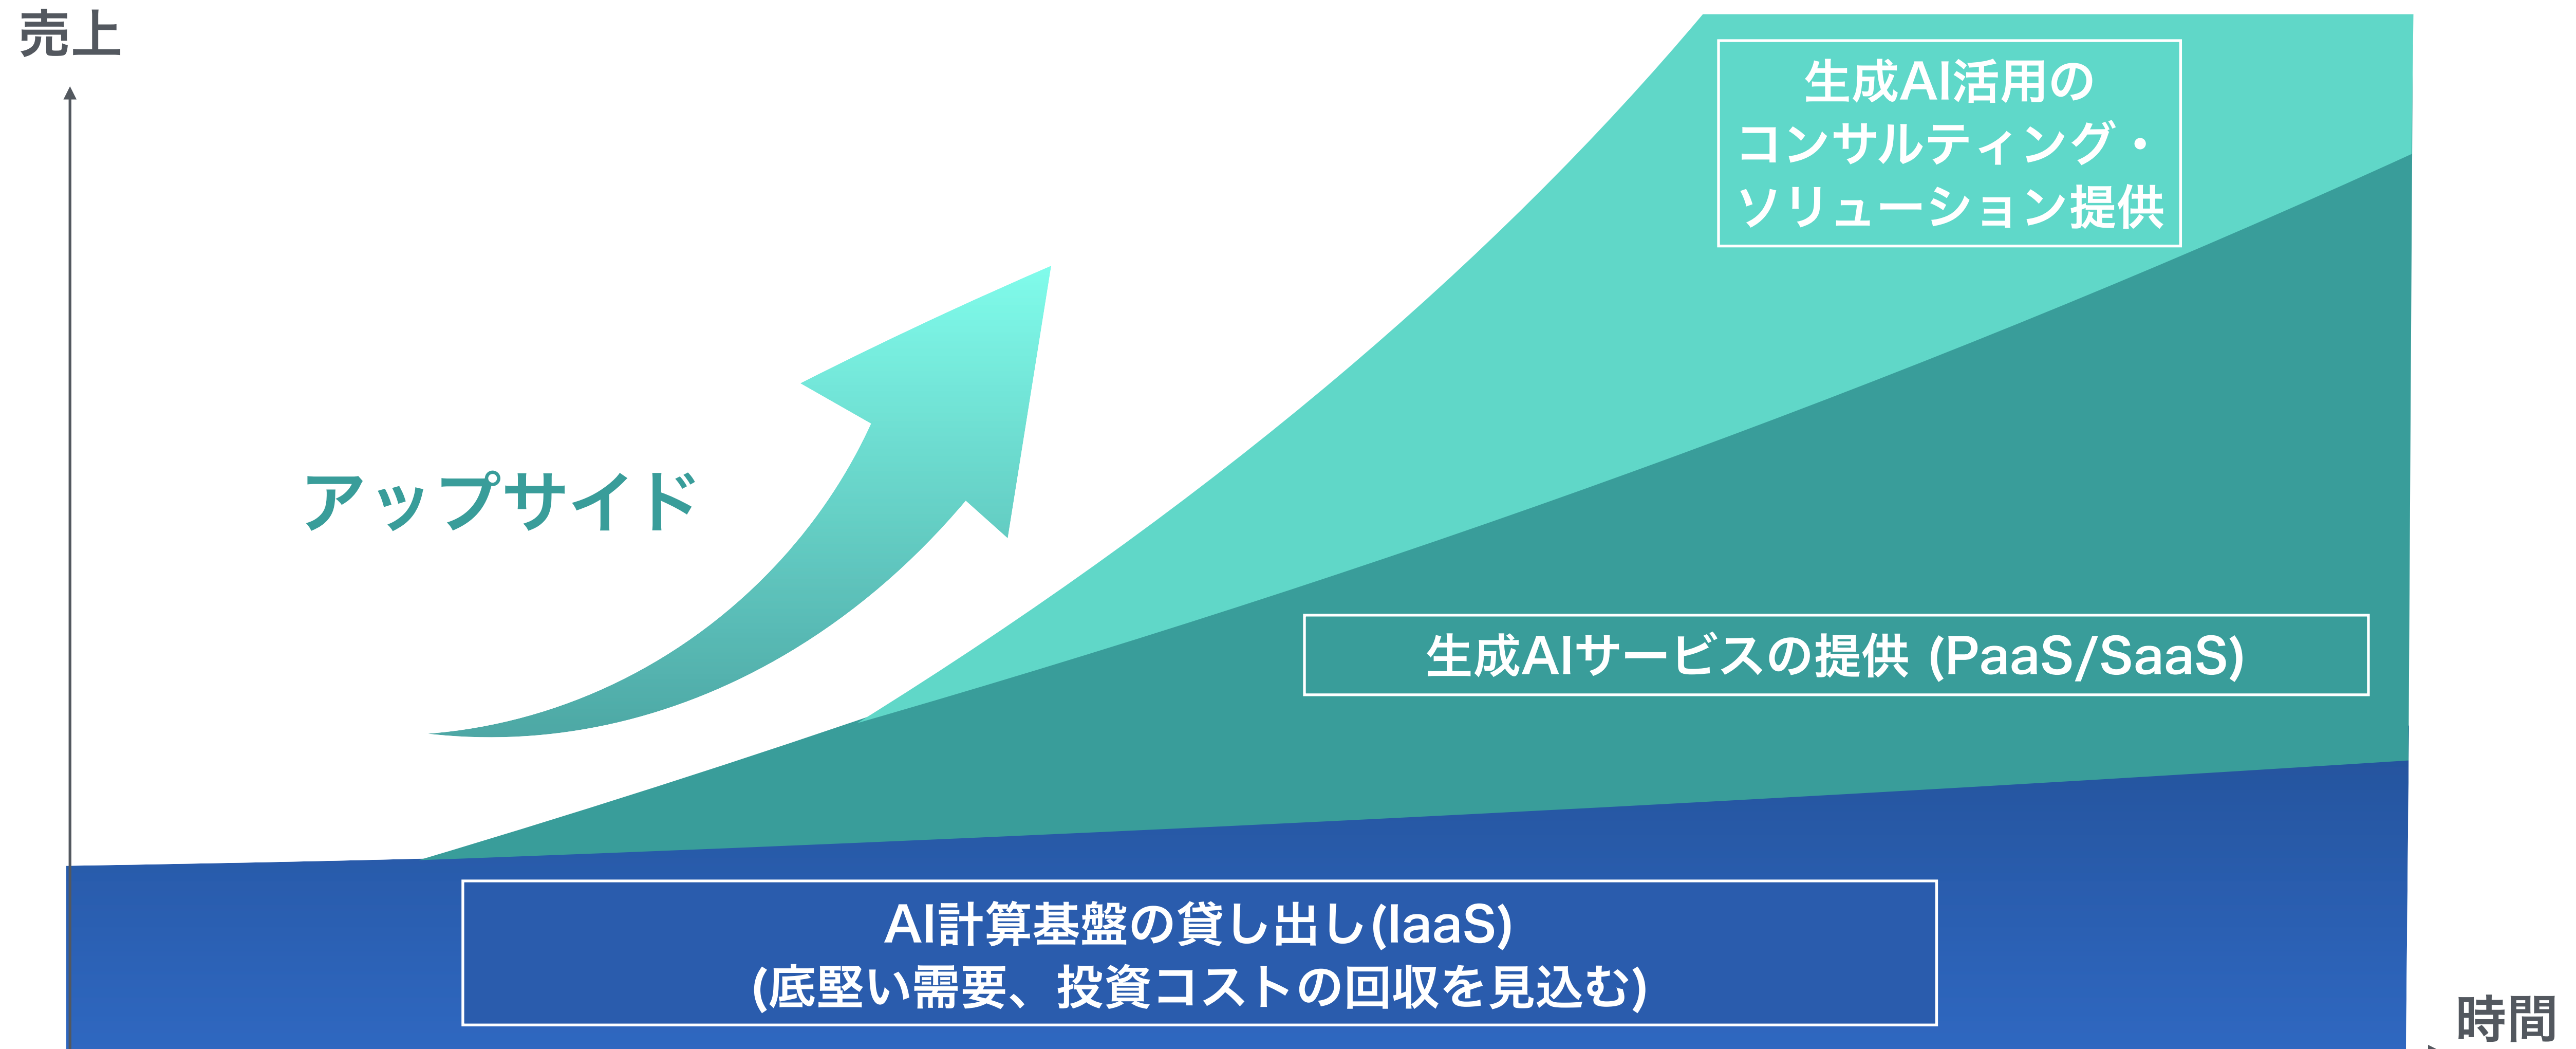 売上
生成AI活用の
コンサルティング・
ソリューション提供
アップサイド
生成AIサービスの提供 (PaaS/SaaS)
AI計算基盤の貸し出し(IaaS)
(底堅い需要、投資コストの回収を見込む)
時間